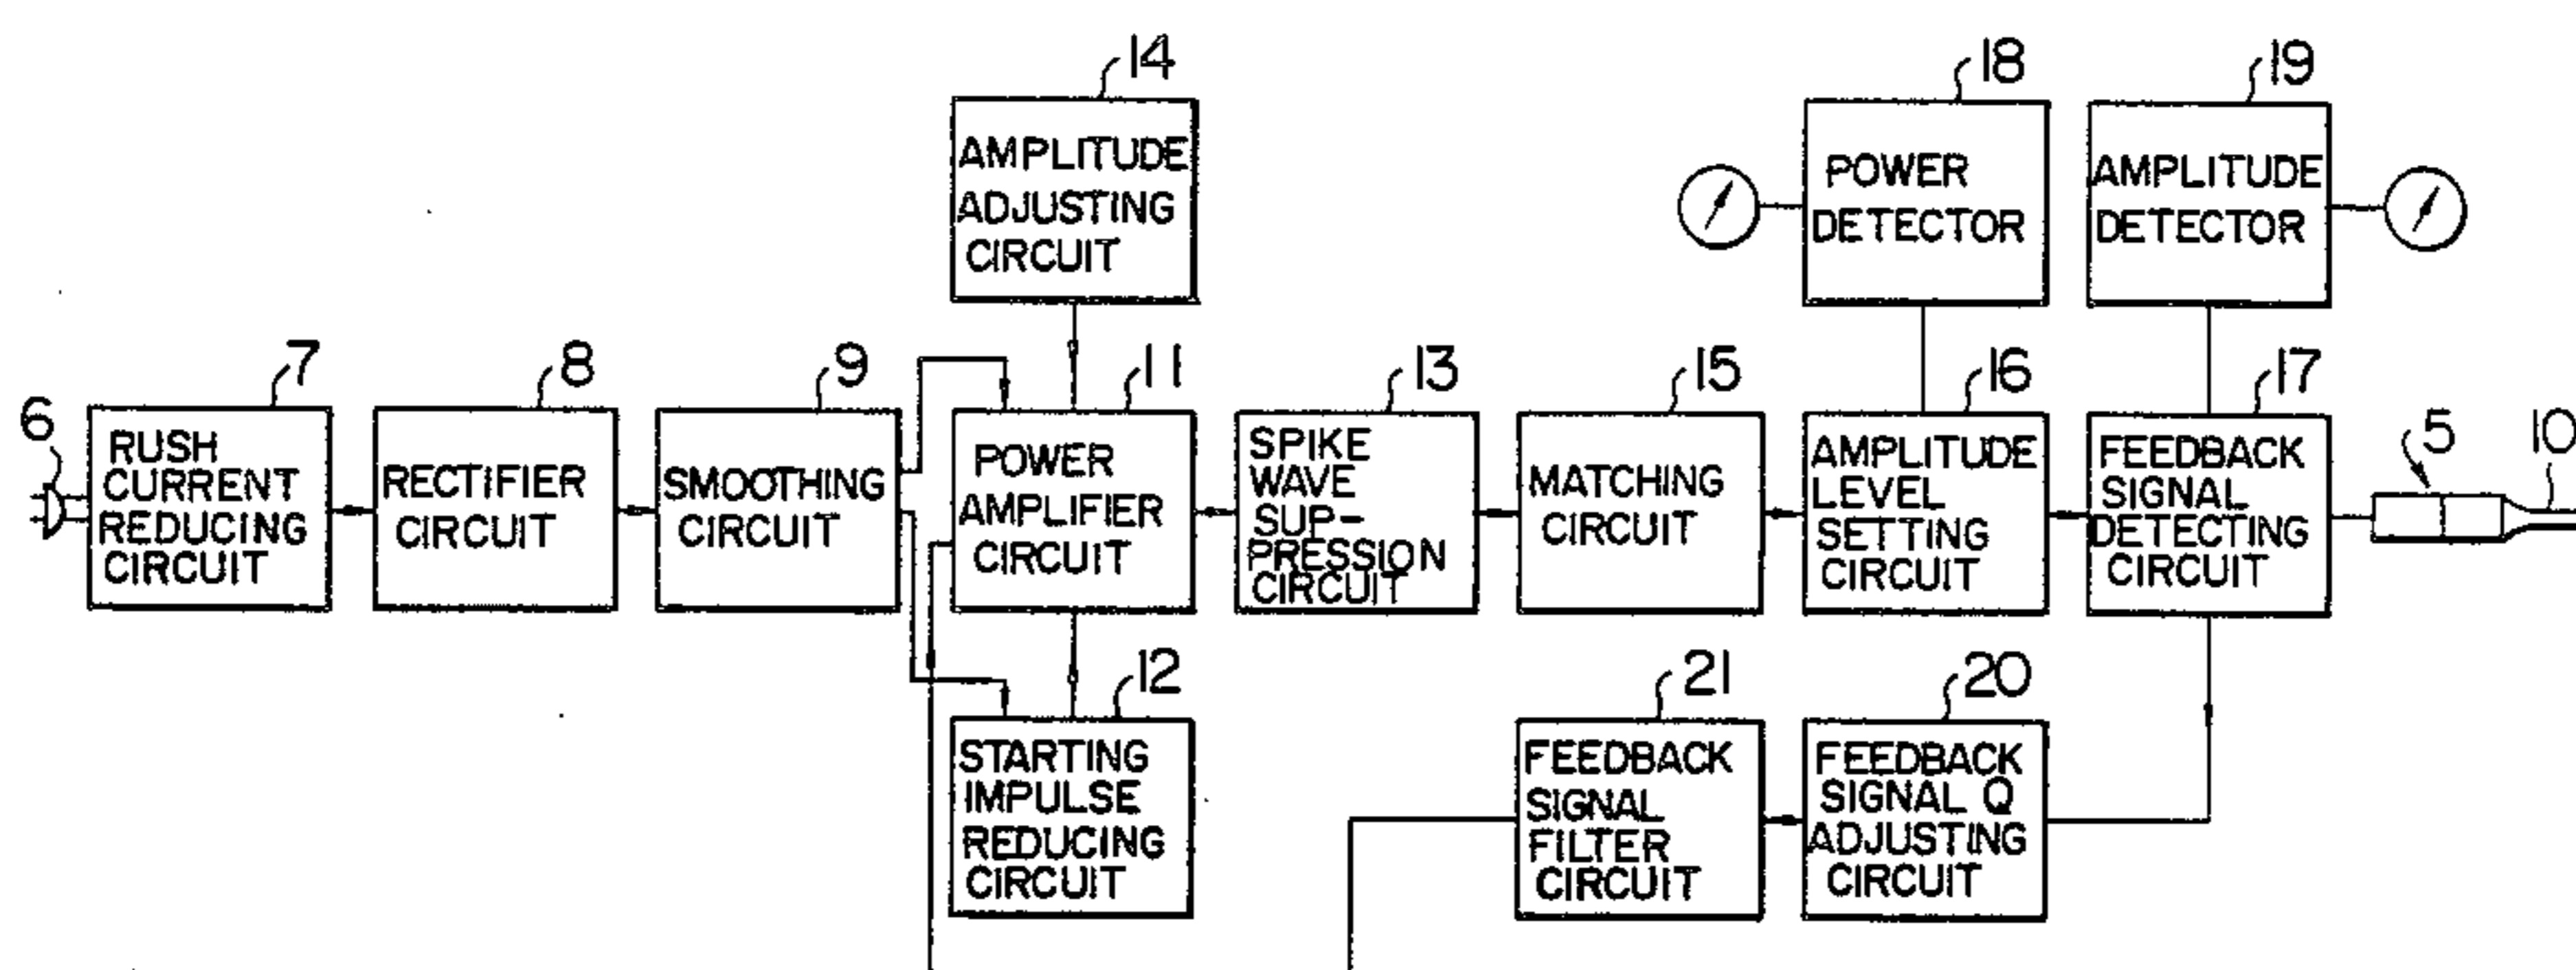 14
AMPLITUDE
ADJUSTING
CIRCUIT
18
POWER
DETECTOR
19
AMPLITUDE
DETECTOR
6
7
RUSH
CURRENT
REDUCING
CIRCUIT
8
RECTIFIER
CIRCUIT
9
SMOOTHING
CIRCUIT
11
POWER
AMPLIFIER
CIRCUIT
13
SPIKE
WAVE
SUP-
PRESSION
CIRCUIT
15
MATCHING
CIRCUIT
16
AMPLITUDE
LEVEL
SETTING
CIRCUIT
17
FEEDBACK
SIGNAL
DETECTING
CIRCUIT
5
10
12
STARTING
IMPULSE
REDUCING
CIRCUIT
21
FEEDBACK
SIGNAL
FILTER
CIRCUIT
20
FEEDBACK
SIGNAL Q
ADJUSTING
CIRCUIT